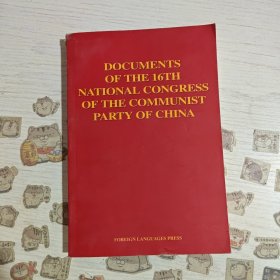 DOCUMENTS
OF THE 16TH
NATIONAL CONGRESS
OF THE COMMUNIST
PARTY OF CHINA
FOREIGN LANGUAGES PRESS